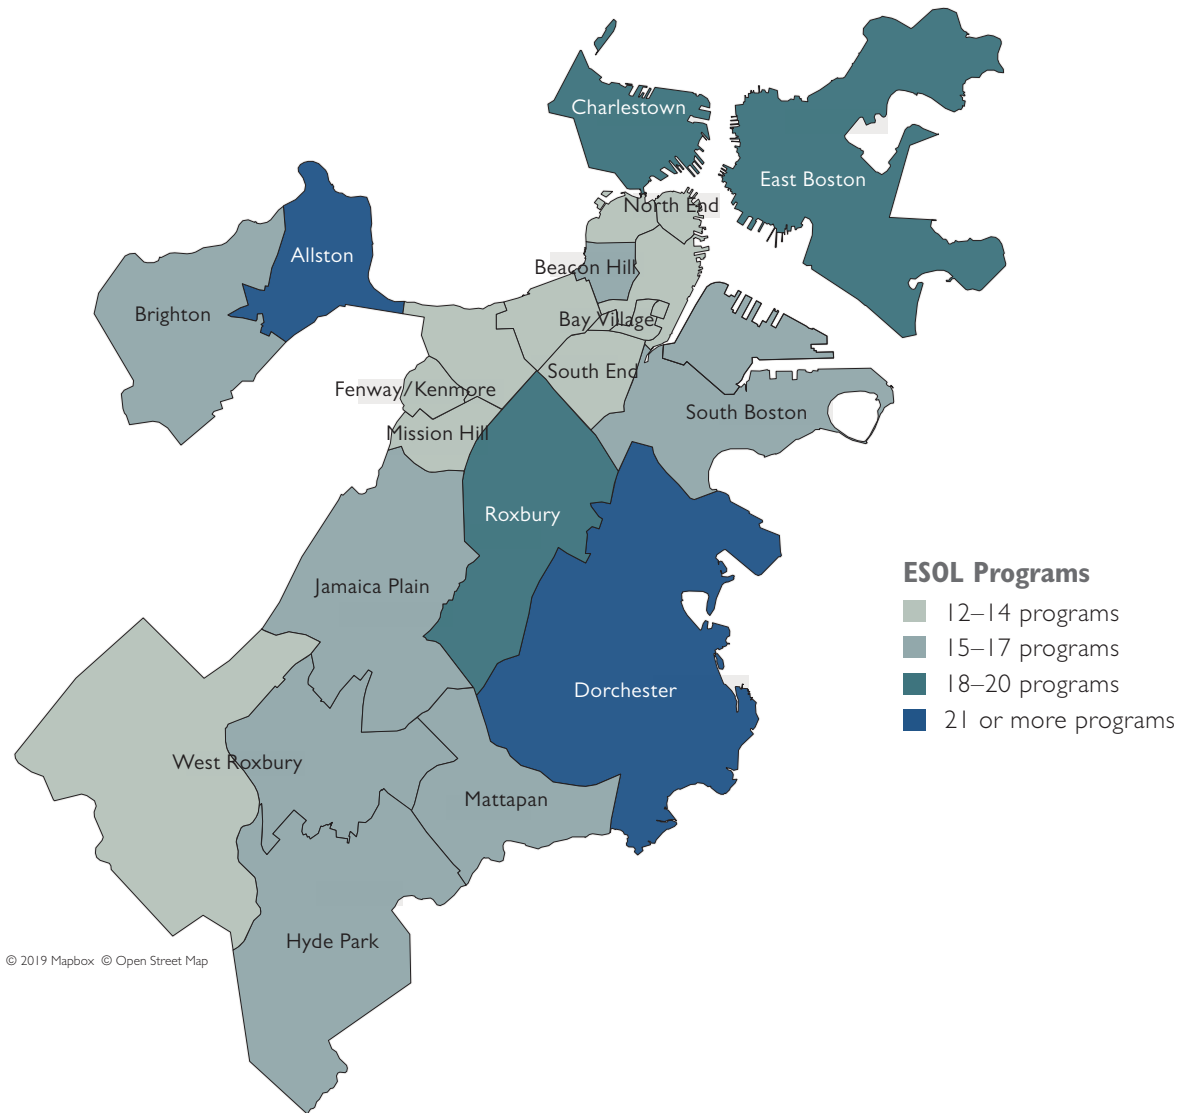 Charlestown
East Boston
North End
Allston
Beacon Hill
Brighton
Bay Village
South End
Fenway/Kenmore
South Boston
Mission Hill
Roxbury
Jamaica Plain
ESOL Programs
12–14 programs
15–17 programs
18–20 programs
21 or more programs
Dorchester
West Roxbury
Mattapan
Hyde Park
© 2019 Mapbox © Open Street Map